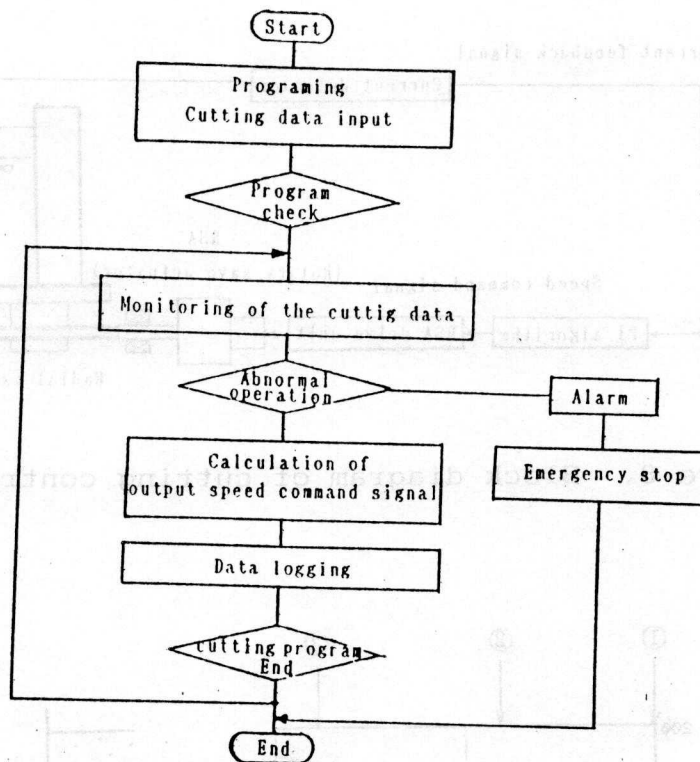 Start
Programing
Cutting data input
Program
check
Monitoring of the cuttig data
Abnormal
operation
Alarm
Calculation of
output speed command signal
Emergency stop
Data logging
cutting program
End
End